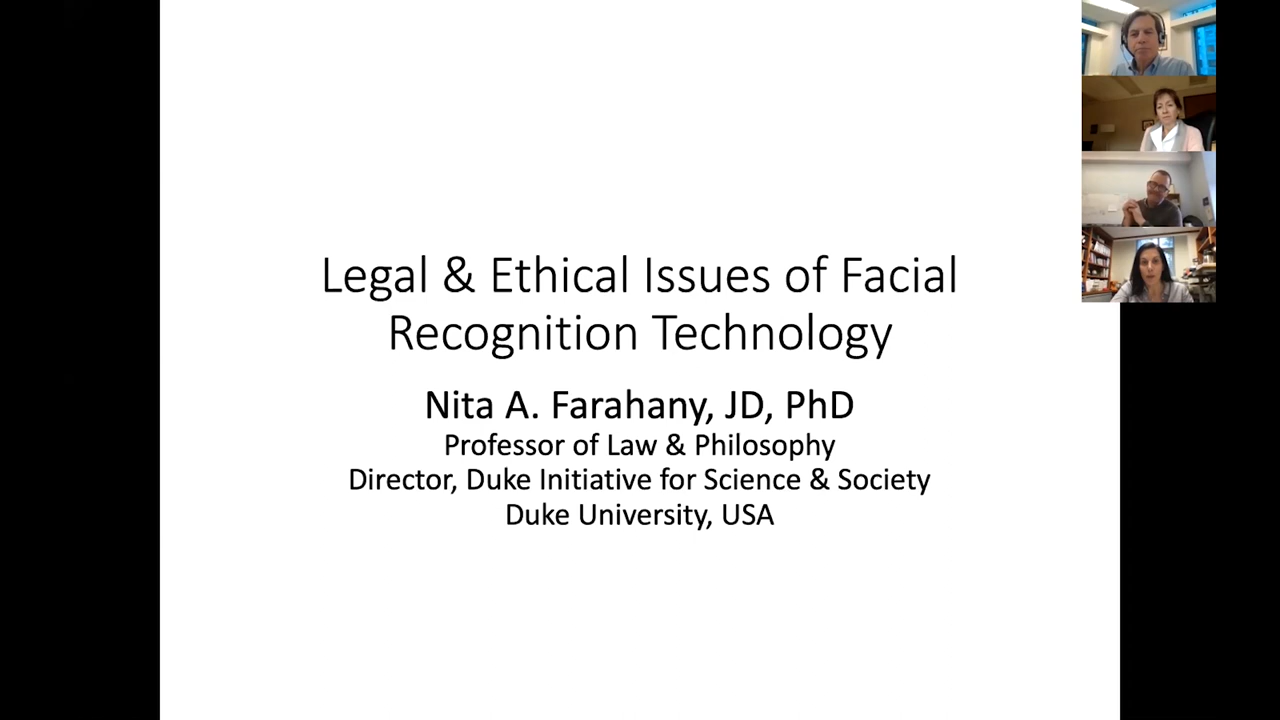 Legal & Ethical Issues of Facial
Recognition Technology
Nita A. Farahany, JD, PhD
Professor of Law & Philosophy
Director, Duke Initiative for Science & Society
Duke University, USA